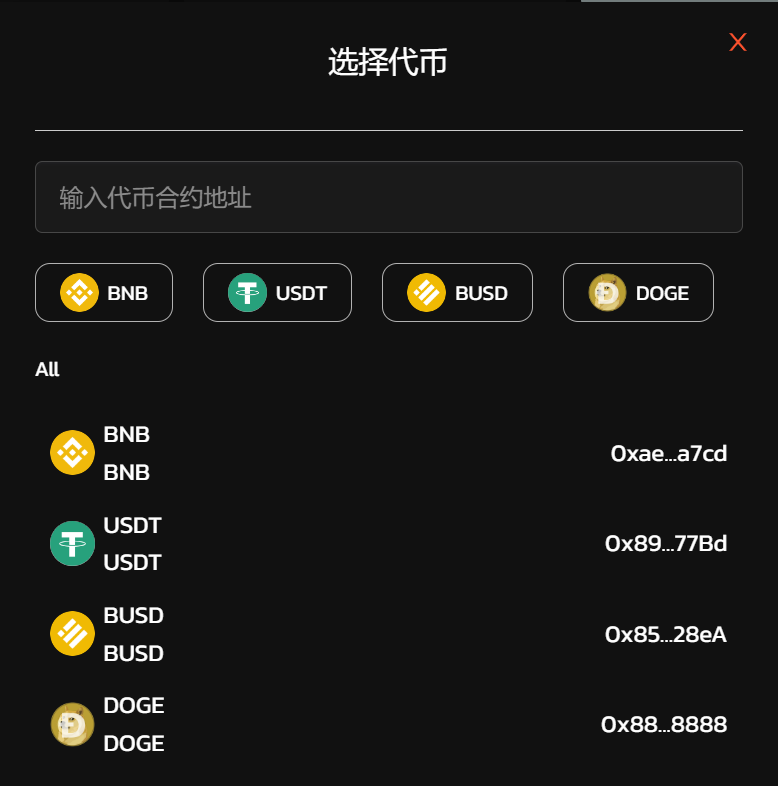 选择代币
X
输入代币合约地址
BNB USDT BUSD DOGE
All
BNB
BNB
0xae...a7cd
USDT
USDT
0x89...77Bd
BUSD
BUSD
0x85...28eA
DOGE
DOGE
0x88...8888